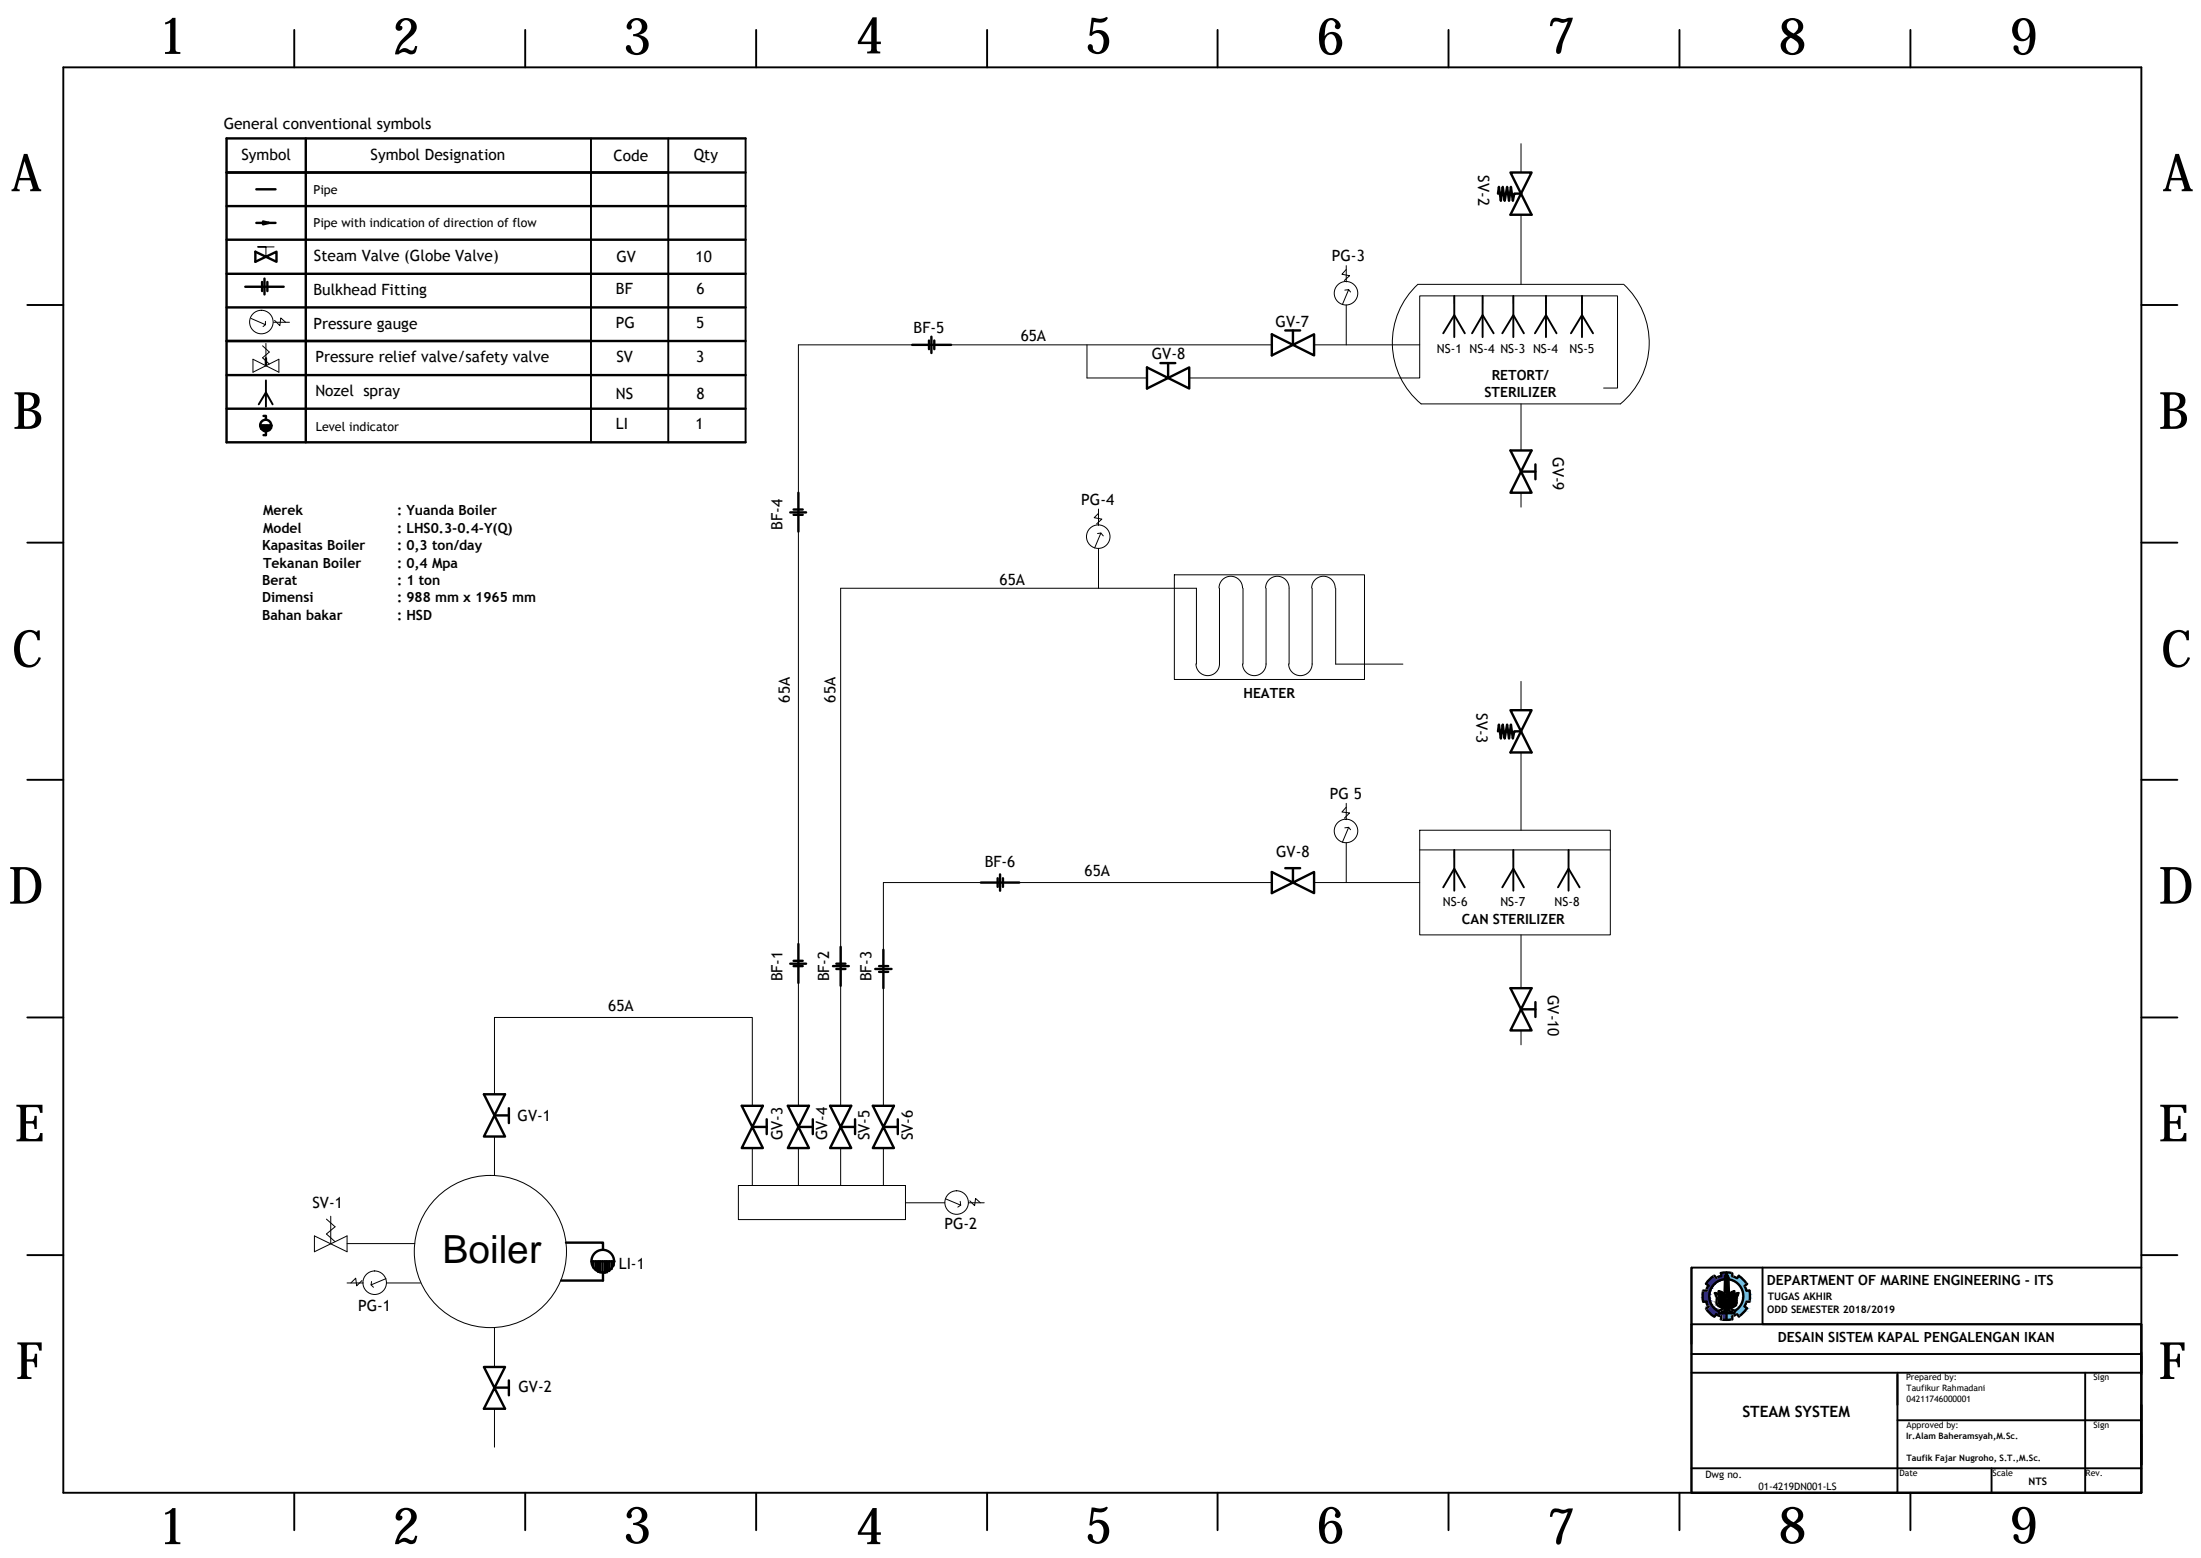 1 2 3 4 5 6 7 8 9
A A
B B
C C
D D
E E
F F
General conventional symbols
Symbol Symbol Designation Code Qty
Pipe
Pipe with indication of direction of flow
Steam Valve (Globe Valve) GV 10
Bulkhead Fitting BF 6
Pressure gauge PG 5
Pressure relief valve/safety valve SV 3
Nozel spray NS 8
Level indicator LI 1
Merek : Yuanda Boiler
Model : LHS0.3-0.4-Y(Q)
Kapasitas Boiler : 0,3 ton/day
Tekanan Boiler : 0,4 Mpa
Berat : 1 ton
Dimensi : 988 mm x 1965 mm
Bahan bakar : HSD
SV-2
PG-3
BF-5
65A
GV-7
GV-8
NS-1 NS-4 NS-3 NS-4 NS-5
RETORT/
STERILIZER
GV-9
BF-4
PG-4
65A
HEATER
65A
65A
SV-3
PG 5
BF-6
65A
GV-8
NS-6 NS-7 NS-8
CAN STERILIZER
GV-10
BF-1
BF-2
BF-3
65A
GV-1
GV-3
GV-4
SV-5
SV-6
PG-2
SV-1
Boiler
LI-1
PG-1
GV-2
DEPARTMENT OF MARINE ENGINEERING - ITS
TUGAS AKHIR
ODD SEMESTER 2018/2019
DESAIN SISTEM KAPAL PENGALENGAN IKAN
STEAM SYSTEM
Prepared by:
Taufikur Rahmadani
04211746000001
Sign
Approved by:
Ir.Alam Baheramsyah,M.Sc.
Taufik Fajar Nugroho, S.T.,M.Sc.
Sign
Dwg no.
01-4219DN001-LS
Date
Scale
NTS
Rev.
1 2 3 4 5 6 7 8 9